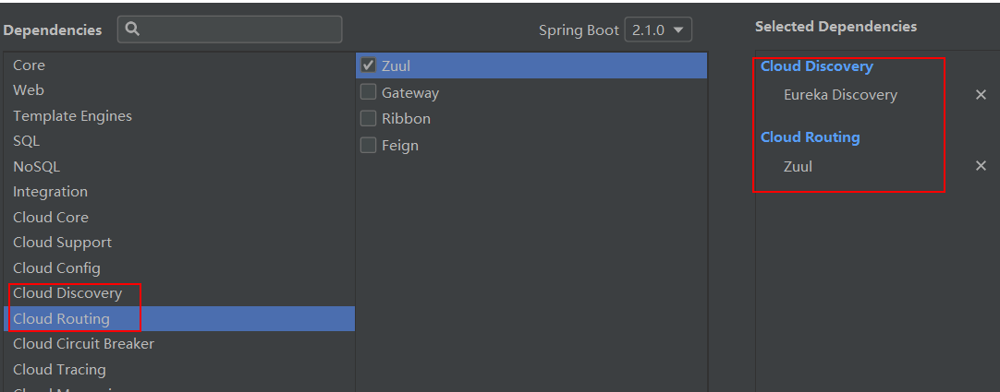 Dependencies
Spring Boot 2.1.0
Core
Web
Template Engines
SQL
NoSQL
Integration
Cloud Core
Cloud Support
Cloud Config
Cloud Discovery
Cloud Routing
Cloud Circuit Breaker
Cloud Tracing
Zuul
Gateway
Ribbon
Feign
Selected Dependencies
Cloud Discovery
Eureka Discovery
Cloud Routing
Zuul